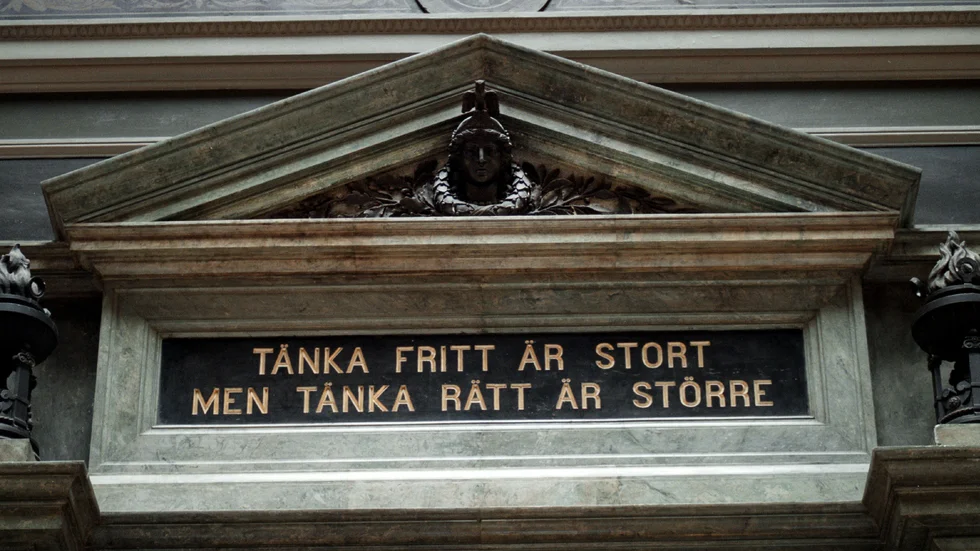 TÄNKA FRITT ÄR STORT
MEN TÄNKA RÄTT ÄR STÖRRE